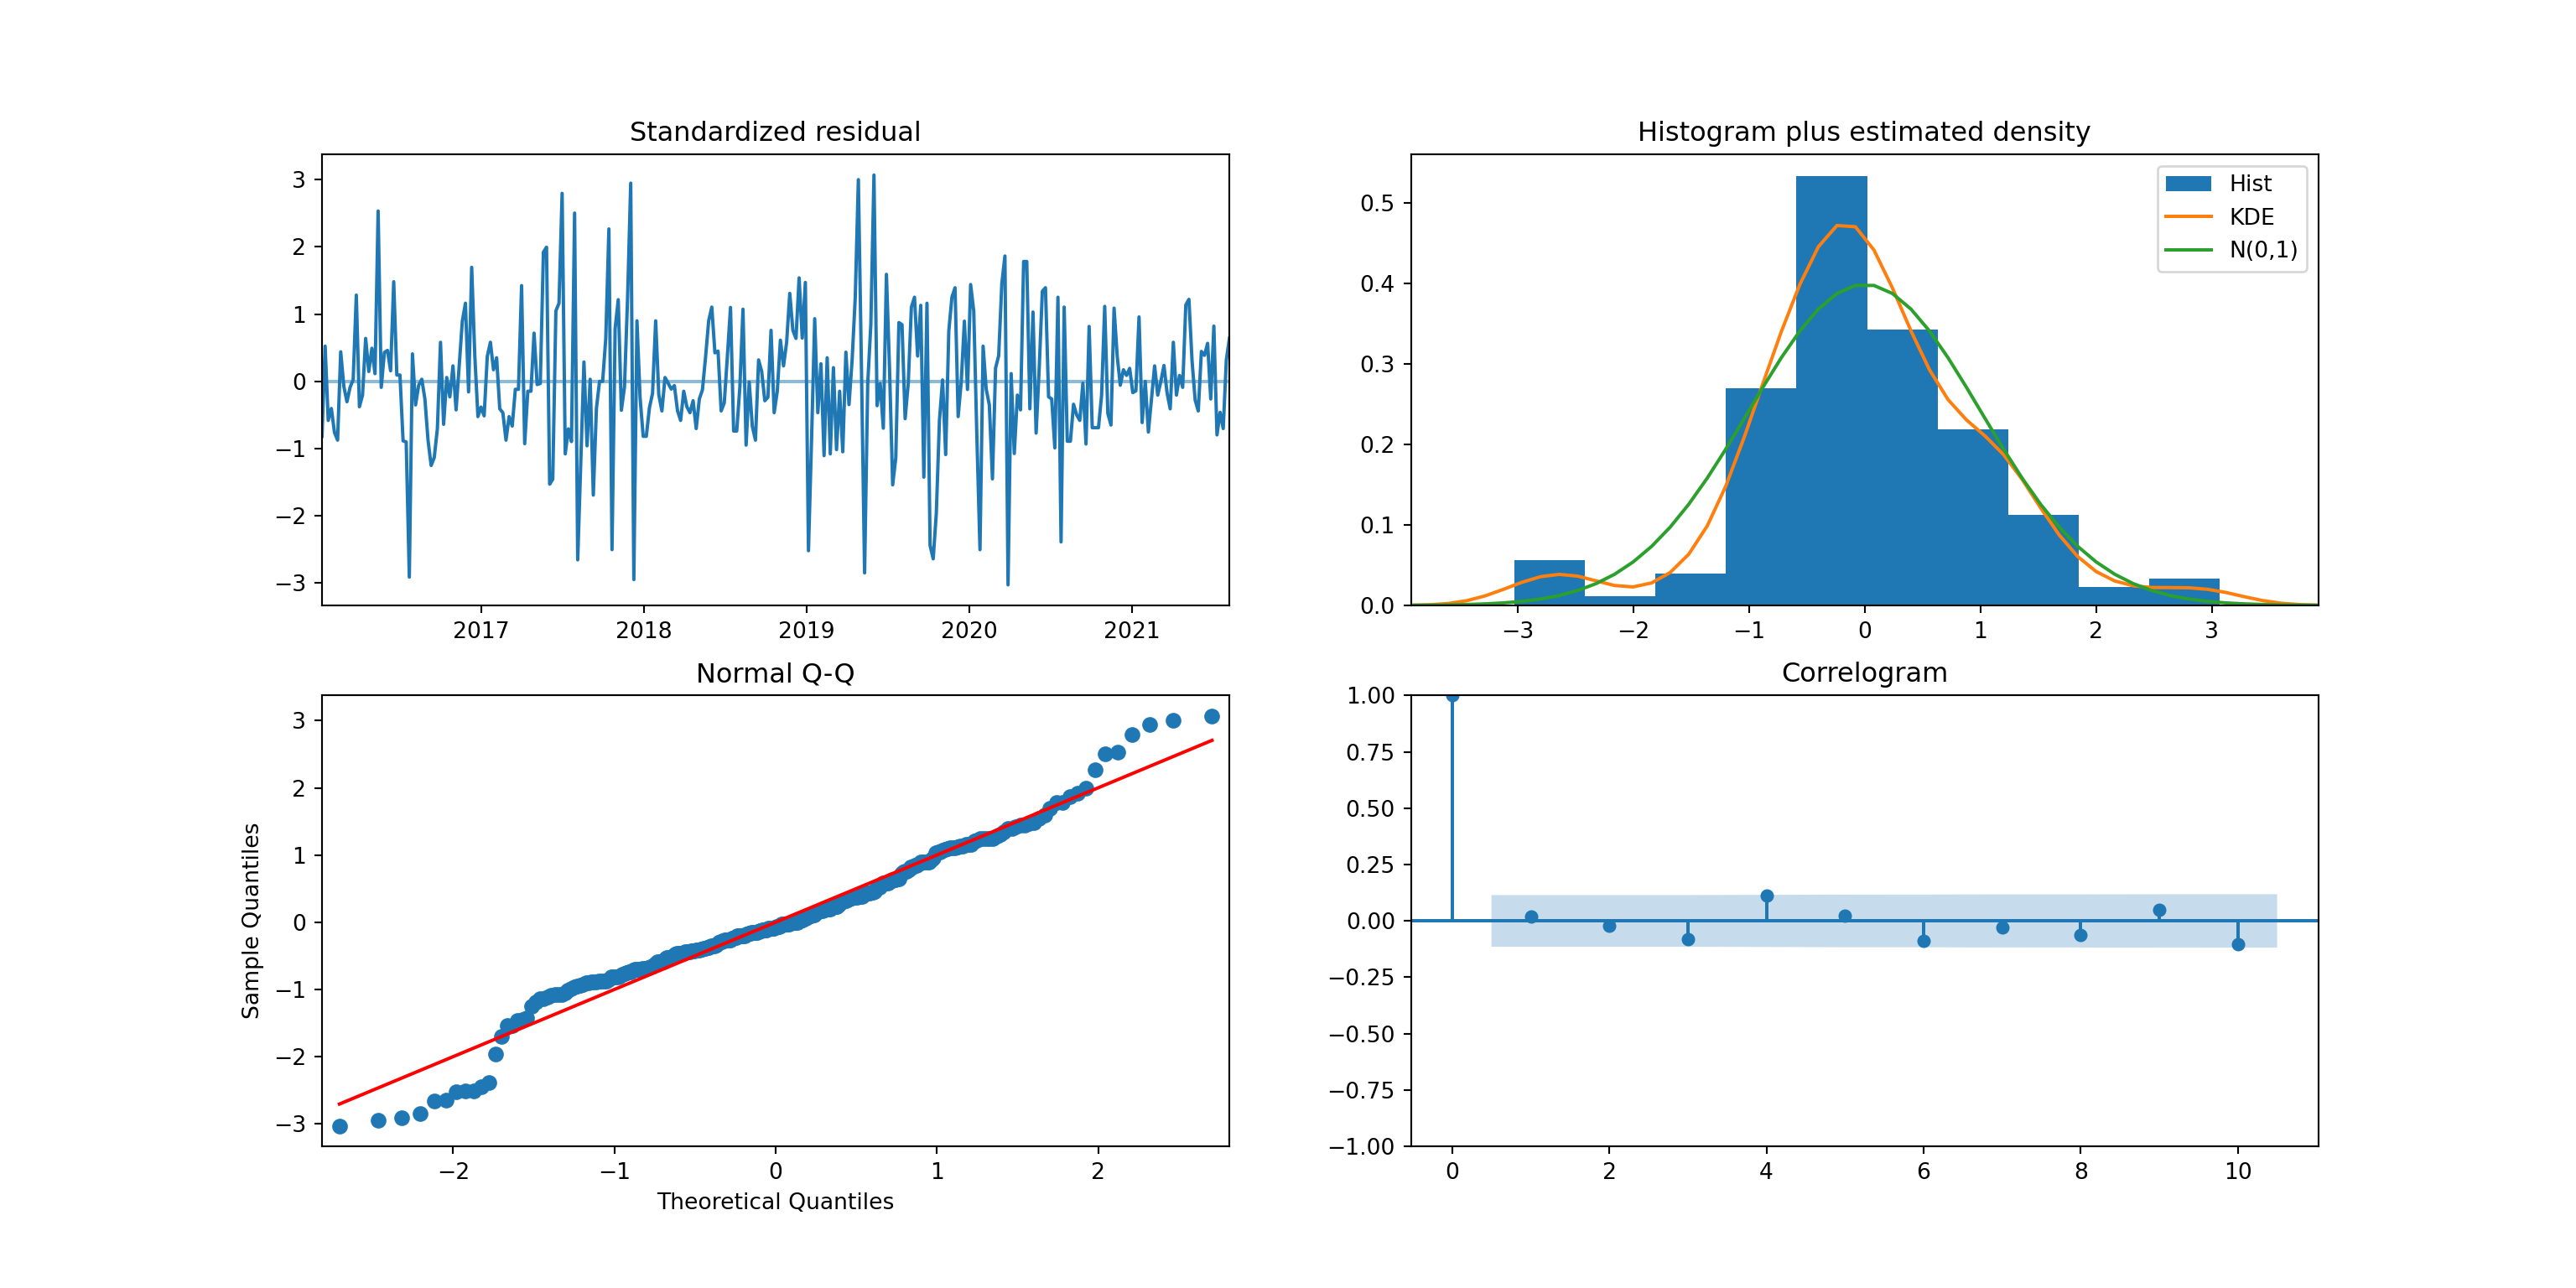 Standardized residual
3
2
1
0
−1
−2
−3
2017 2018 2019 2020 2021
Histogram plus estimated density
Hist
KDE
N(0,1)
0.5
0.4
0.3
0.2
0.1
0.0
−3 −2 −1 0 1 2 3
Normal Q-Q
Sample Quantiles
3
2
1
0
−1
−2
−3
−2 −1 0 1 2
Theoretical Quantiles
Correlogram
1.00
0.75
0.50
0.25
0.00
−0.25
−0.50
−0.75
−1.00
0 2 4 6 8 10